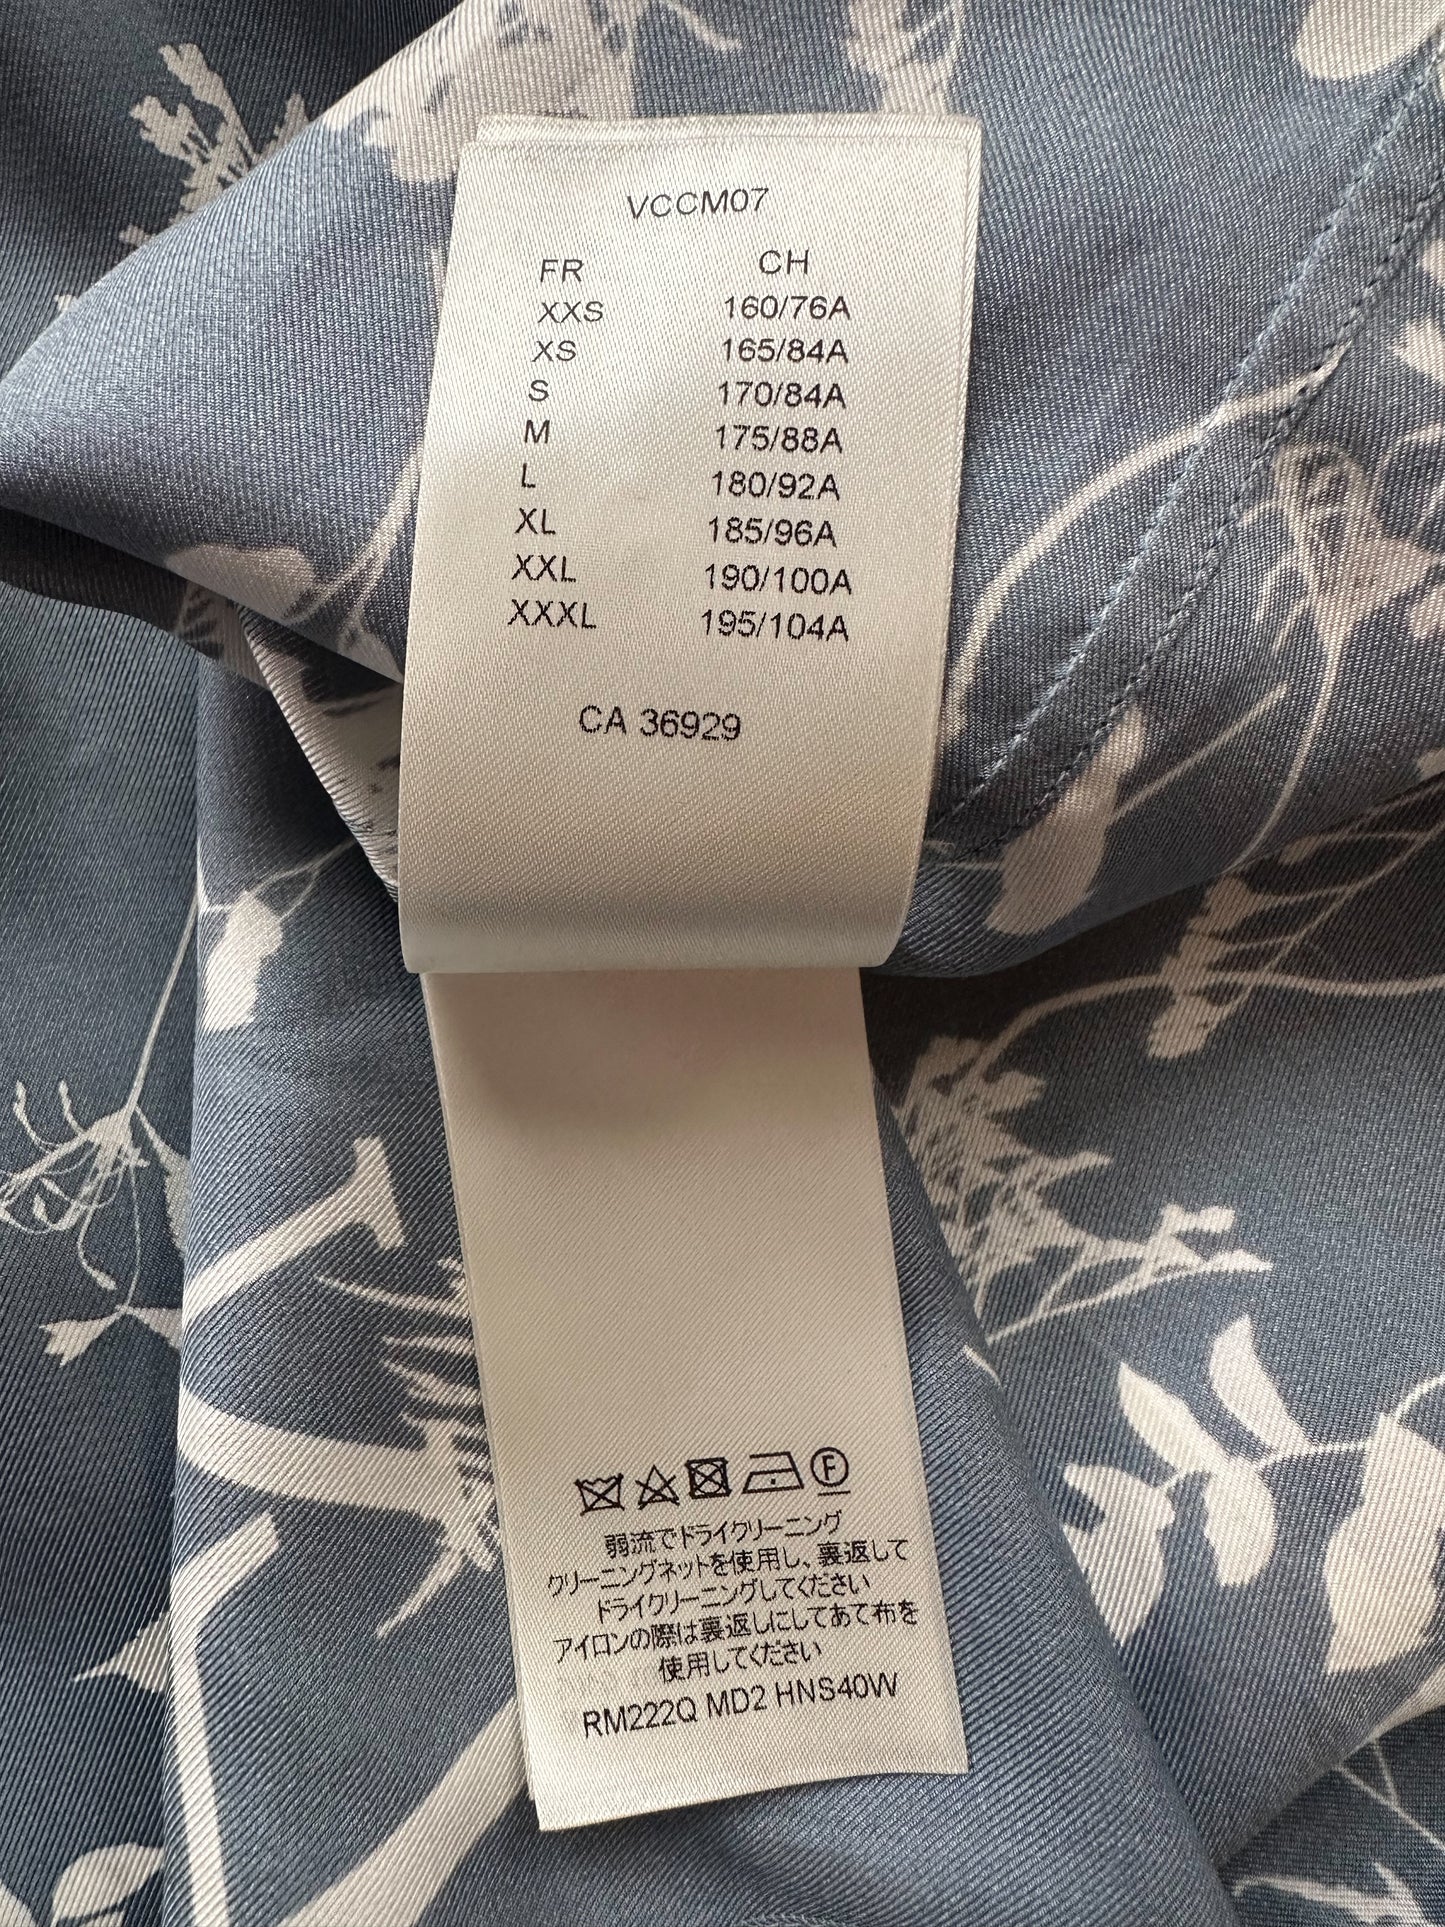 VCCM07
FR CH
XXS 160/76A
XS 165/84A
S 170/84A
M 175/88A
L 180/92A
XL 185/96A
XXL 190/100A
XXXL 195/104A
CA 36929
F
弱流でドライクリーニング
クリーニングネットを使用し、裏返して
ドライクリーニングしてください
アイロンの際は裏返しにしてあて布を
使用してください
RM222Q MD2 HNS40W